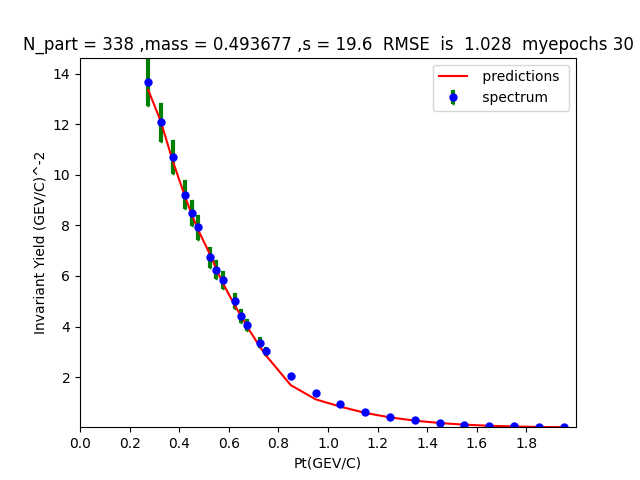 N_part = 338 ,mass = 0.493677 ,s = 19.6  RMSE  is  1.028  myepochs 30
predictions
spectrum
Invariant Yield (GEV/C)^-2
14
12
10
8
6
4
2
0.0 0.2 0.4 0.6 0.8 1.0 1.2 1.4 1.6 1.8
Pt(GEV/C)